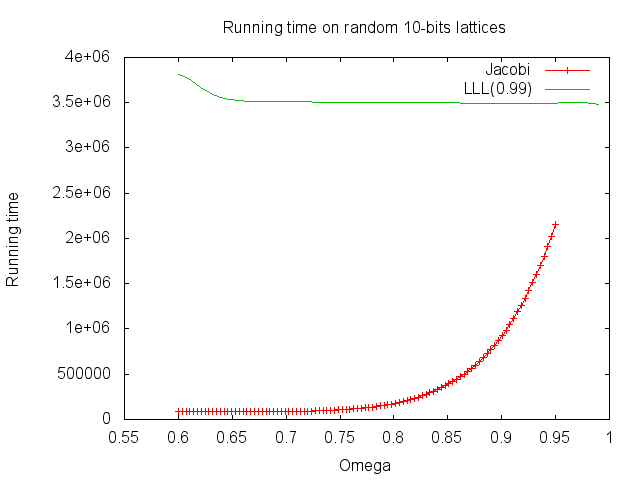 Running time on random 10-bits lattices
4e+06
3.5e+06
3e+06
2.5e+06
2e+06
1.5e+06
1e+06
500000
0
0.55 0.6 0.65 0.7 0.75 0.8 0.85 0.9 0.95 1
Running time
Omega
Jacobi
LLL(0.99)